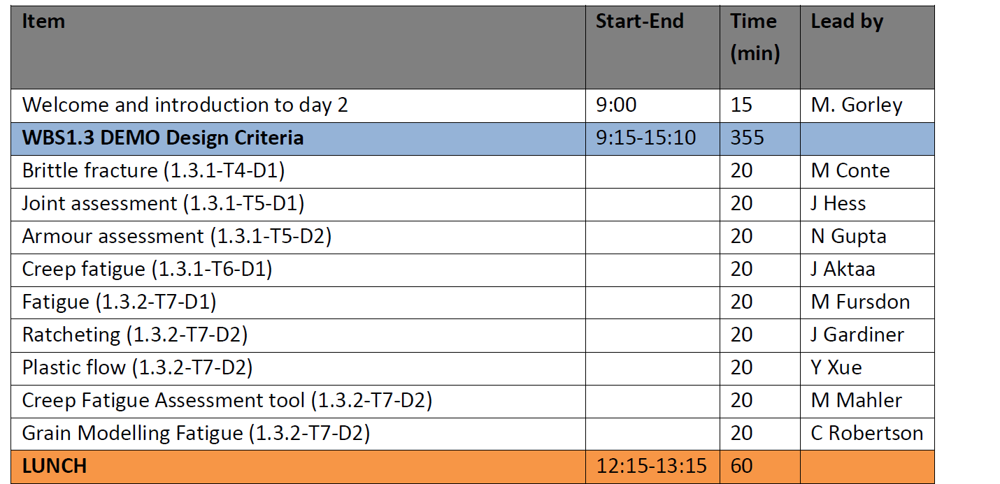 Item Start-End Time Lead by
(min)
Welcome and introduction to day 2 9:00 15 M. Gorley
WBS1.3 DEMO Design Criteria 9:15-15:10 355
Brittle fracture (1.3.1-T4-D1) 20 M Conte
Joint assessment (1.3.1-T5-D1) 20 J Hess
Armour assessment (1.3.1-T5-D2) 20 N Gupta
Creep fatigue (1.3.1-T6-D1) 20 J Aktaa
Fatigue (1.3.2-T7-D1) 20 M Fursdon
Ratcheting (1.3.2-T7-D2) 20 J Gardiner
Plastic flow (1.3.2-T7-D2) 20 Y Xue
Creep Fatigue Assessment tool (1.3.2-T7-D2) 20 M Mahler
Grain Modelling Fatigue (1.3.2-T7-D2) 20 C Robertson
LUNCH 12:15-13:15 60